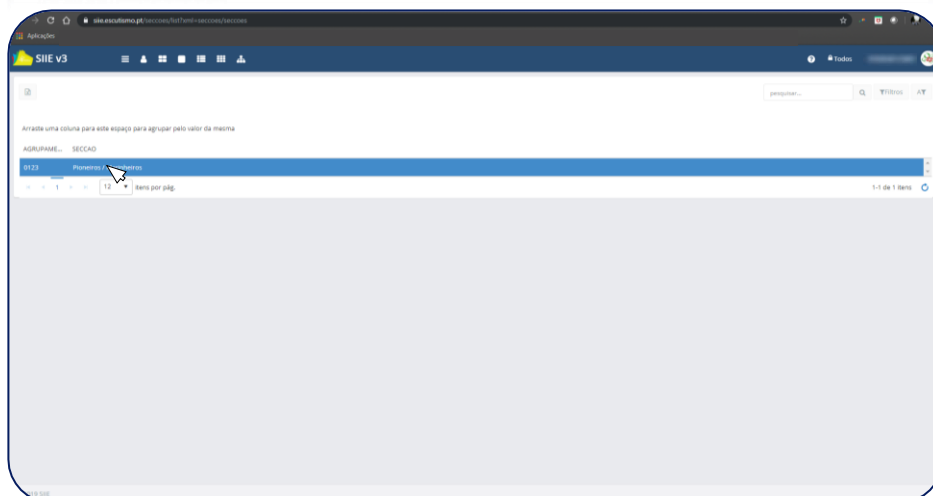 siie.escutismo.pt/seccoes/list?xml=seccoes/seccoes
Aplicações
SIIE v3
Todos
pesquisar...
Filtros
Arraste uma coluna para este espaço para agrupar pelo valor da mesma
AGRUPAME... SECCAO
0123 Pioneiros /
1 12 itens por pág.
1-1 de 1 itens